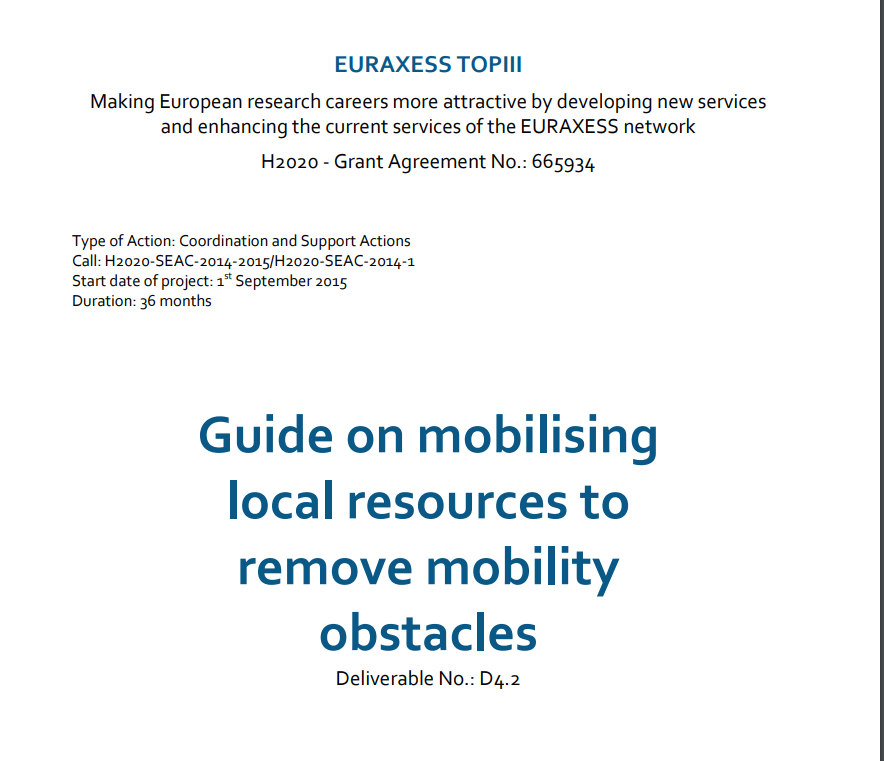 EURAXESS TOPIII
Making European research careers more attractive by developing new services
and enhancing the current services of the EURAXESS network
H2020 - Grant Agreement No.: 665934
Type of Action: Coordination and Support Actions
Call: H2020-SEAC-2014-2015/H2020-SEAC-2014-1
Start date of project: 1st September 2015
Duration: 36 months
Guide on mobilising
local resources to
remove mobility
obstacles
Deliverable No.: D4.2